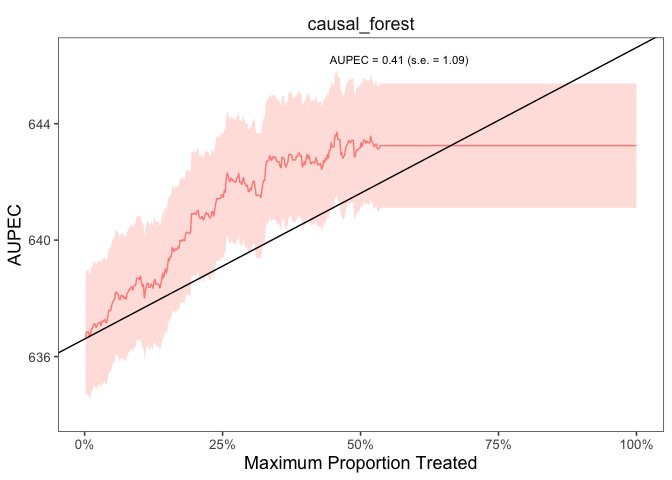 causal_forest
AUPEC = 0.41 (s.e. = 1.09)
644
640
636
AUPEC
0%
25%
50%
75%
100%
Maximum Proportion Treated